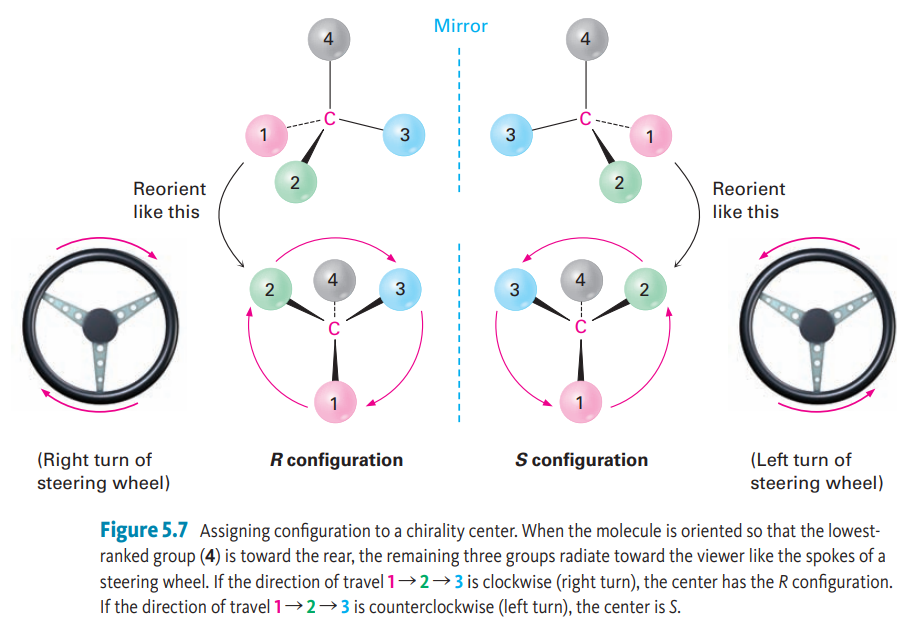 Mirror
4
4
C
C
1
3
3
1
2
2
Reorient
like this
Reorient
like this
2
4
3
3
4
2
C
C
1
1
(Right turn of
steering wheel)
R configuration
S configuration
(Left turn of
steering wheel)
Figure 5.7 Assigning configuration to a chirality center. When the molecule is oriented so that the lowest-
ranked group (4) is toward the rear, the remaining three groups radiate toward the viewer like the spokes of a
steering wheel. If the direction of travel 1→2→3 is clockwise (right turn), the center has the R configuration.
If the direction of travel 1→2→3 is counterclockwise (left turn), the center is S.